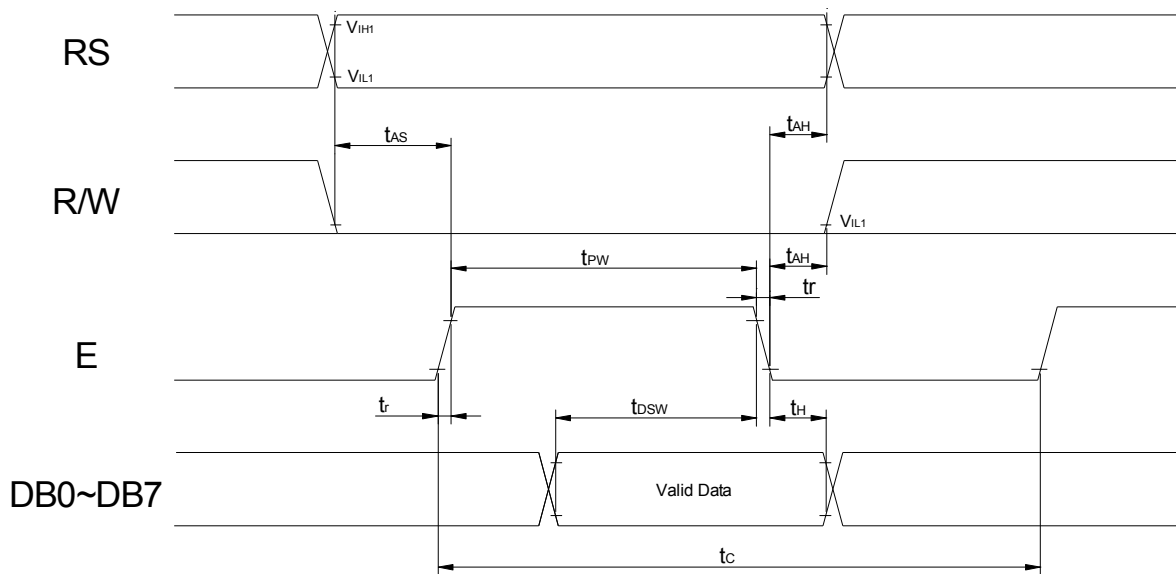 RS
VIH1
VIL1
tAS
tAH
R/W
VIL1
tPW
tAH
tr
E
tr
tDSW
tH
DB0~DB7
Valid Data
tC